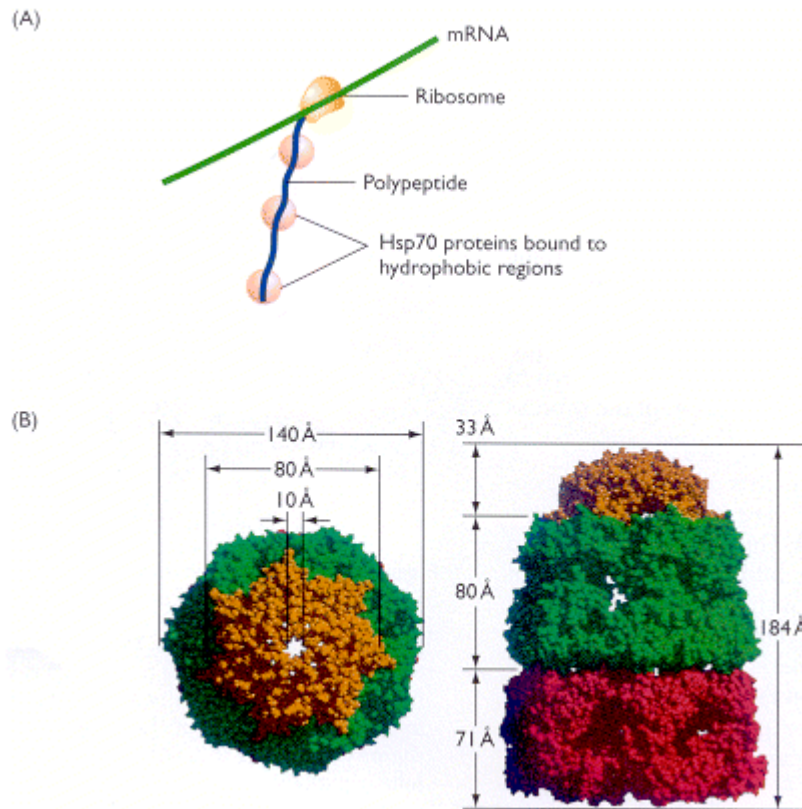 (A)
mRNA
Ribosome
Polypeptide
Hsp70 proteins bound to
hydrophobic regions
(B)
140 Å
80 Å
10 Å
33 Å
80 Å
184 Å
71 Å